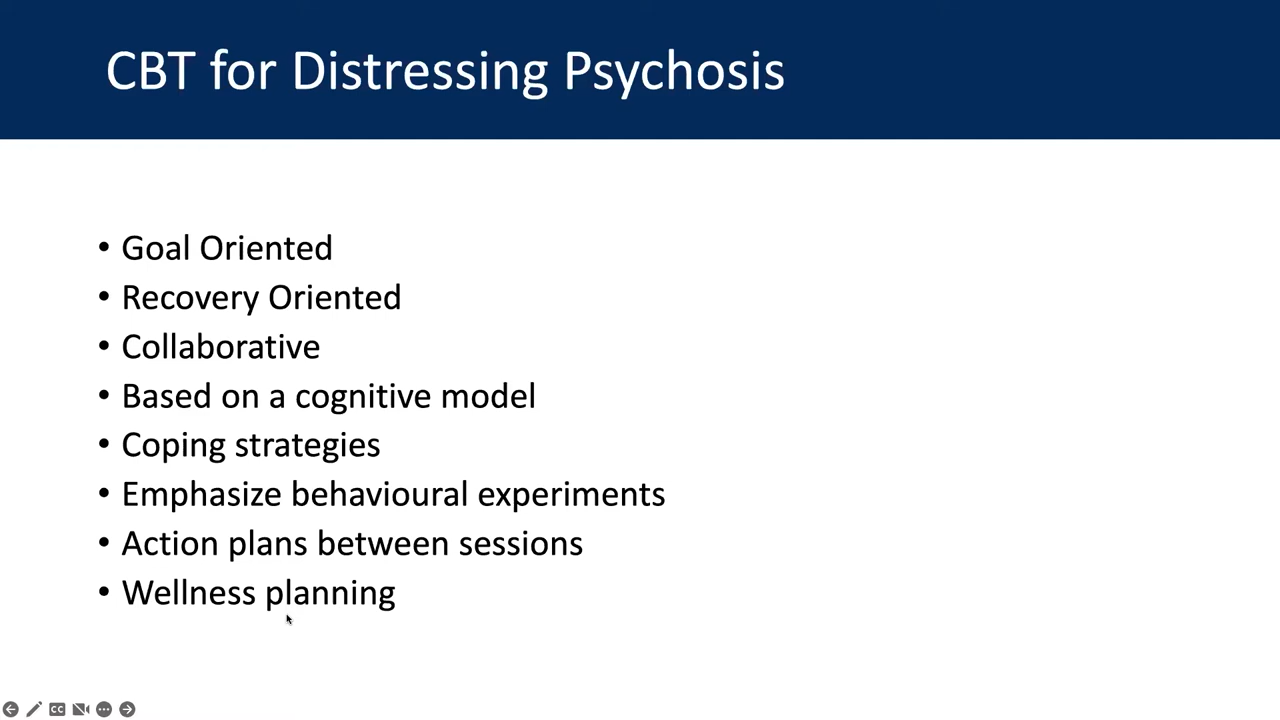 CBT for Distressing Psychosis
• Goal Oriented
• Recovery Oriented
• Collaborative
• Based on a cognitive model
• Coping strategies
• Emphasize behavioural experiments
• Action plans between sessions
• Wellness planning
CC